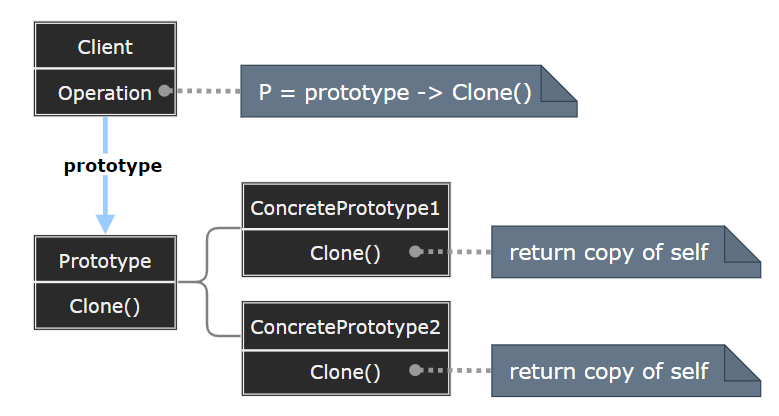 Client
Operation
P = prototype -> Clone()
prototype
Prototype
Clone()
ConcretePrototype1
Clone()
return copy of self
ConcretePrototype2
Clone()
return copy of self